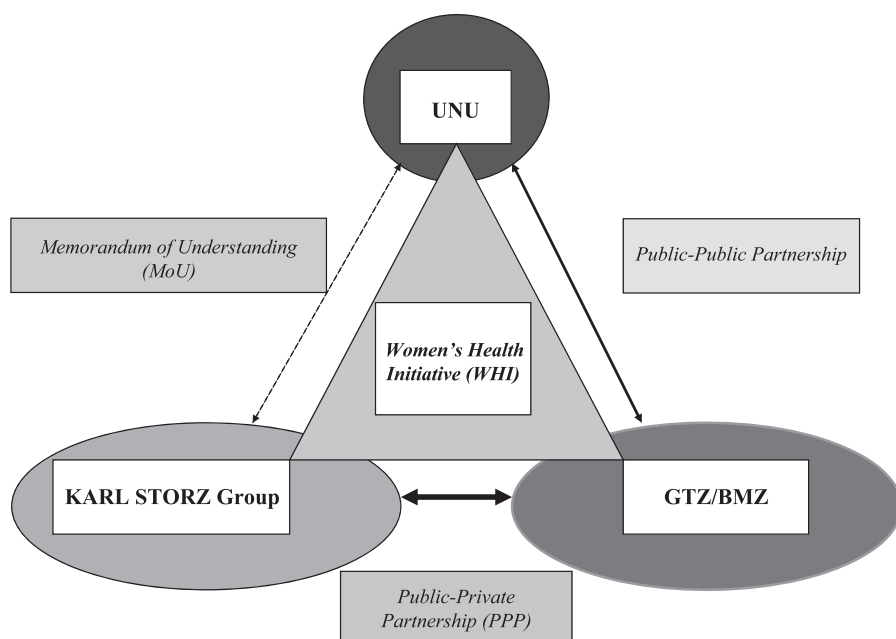 UNU
Memorandum of Understanding
(MoU)
Public-Public Partnership
Women’s Health
Initiative (WHI)
KARL STORZ Group
GTZ/BMZ
Public-Private
Partnership (PPP)